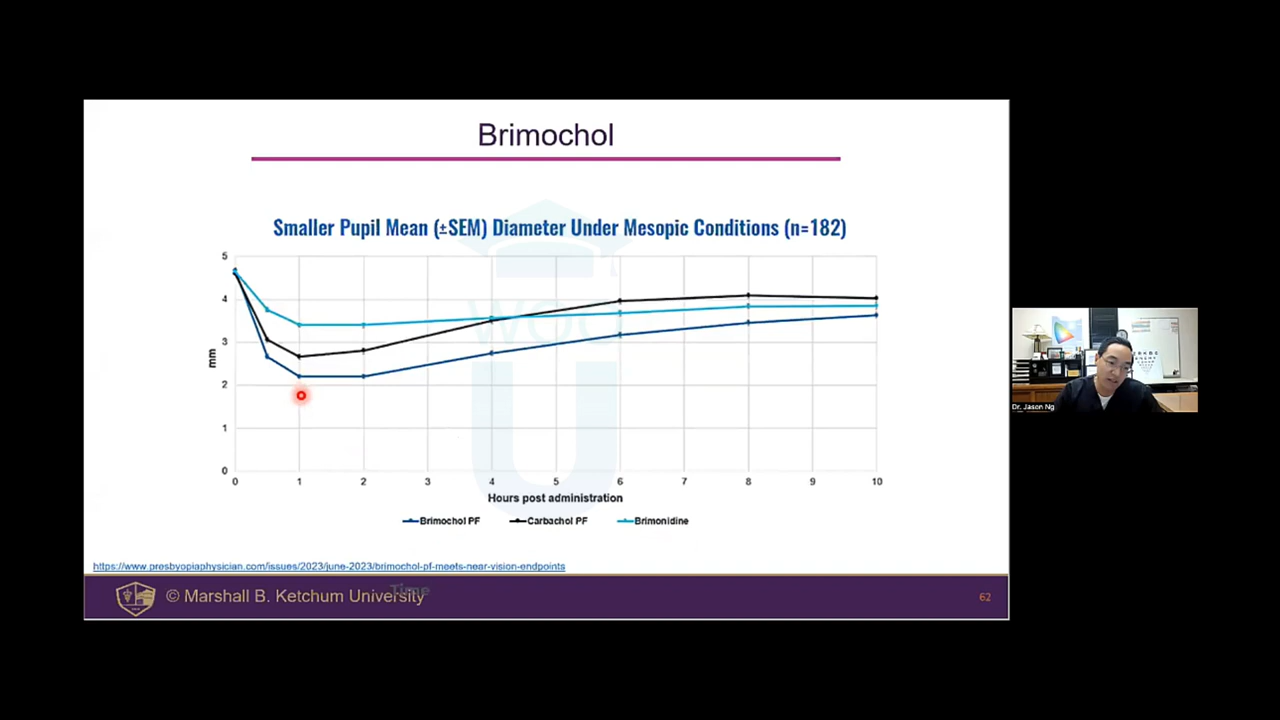 Brimochol
Smaller Pupil Mean (±SEM) Diameter Under Mesopic Conditions (n=182)
5
4
3
2
1
0
mm
0 1 2 3 4 5 6 7 8 9 10
Hours post administration
Brimochol PF Carbachol PF Brimonidine
https://www.presbyopiaphysician.com/issues/2023/june-2023/brimochol-pf-meets-near-vision-endpoints
Time
© Marshall B. Ketchum University
62
Dr. Jason Ng
WOO
U